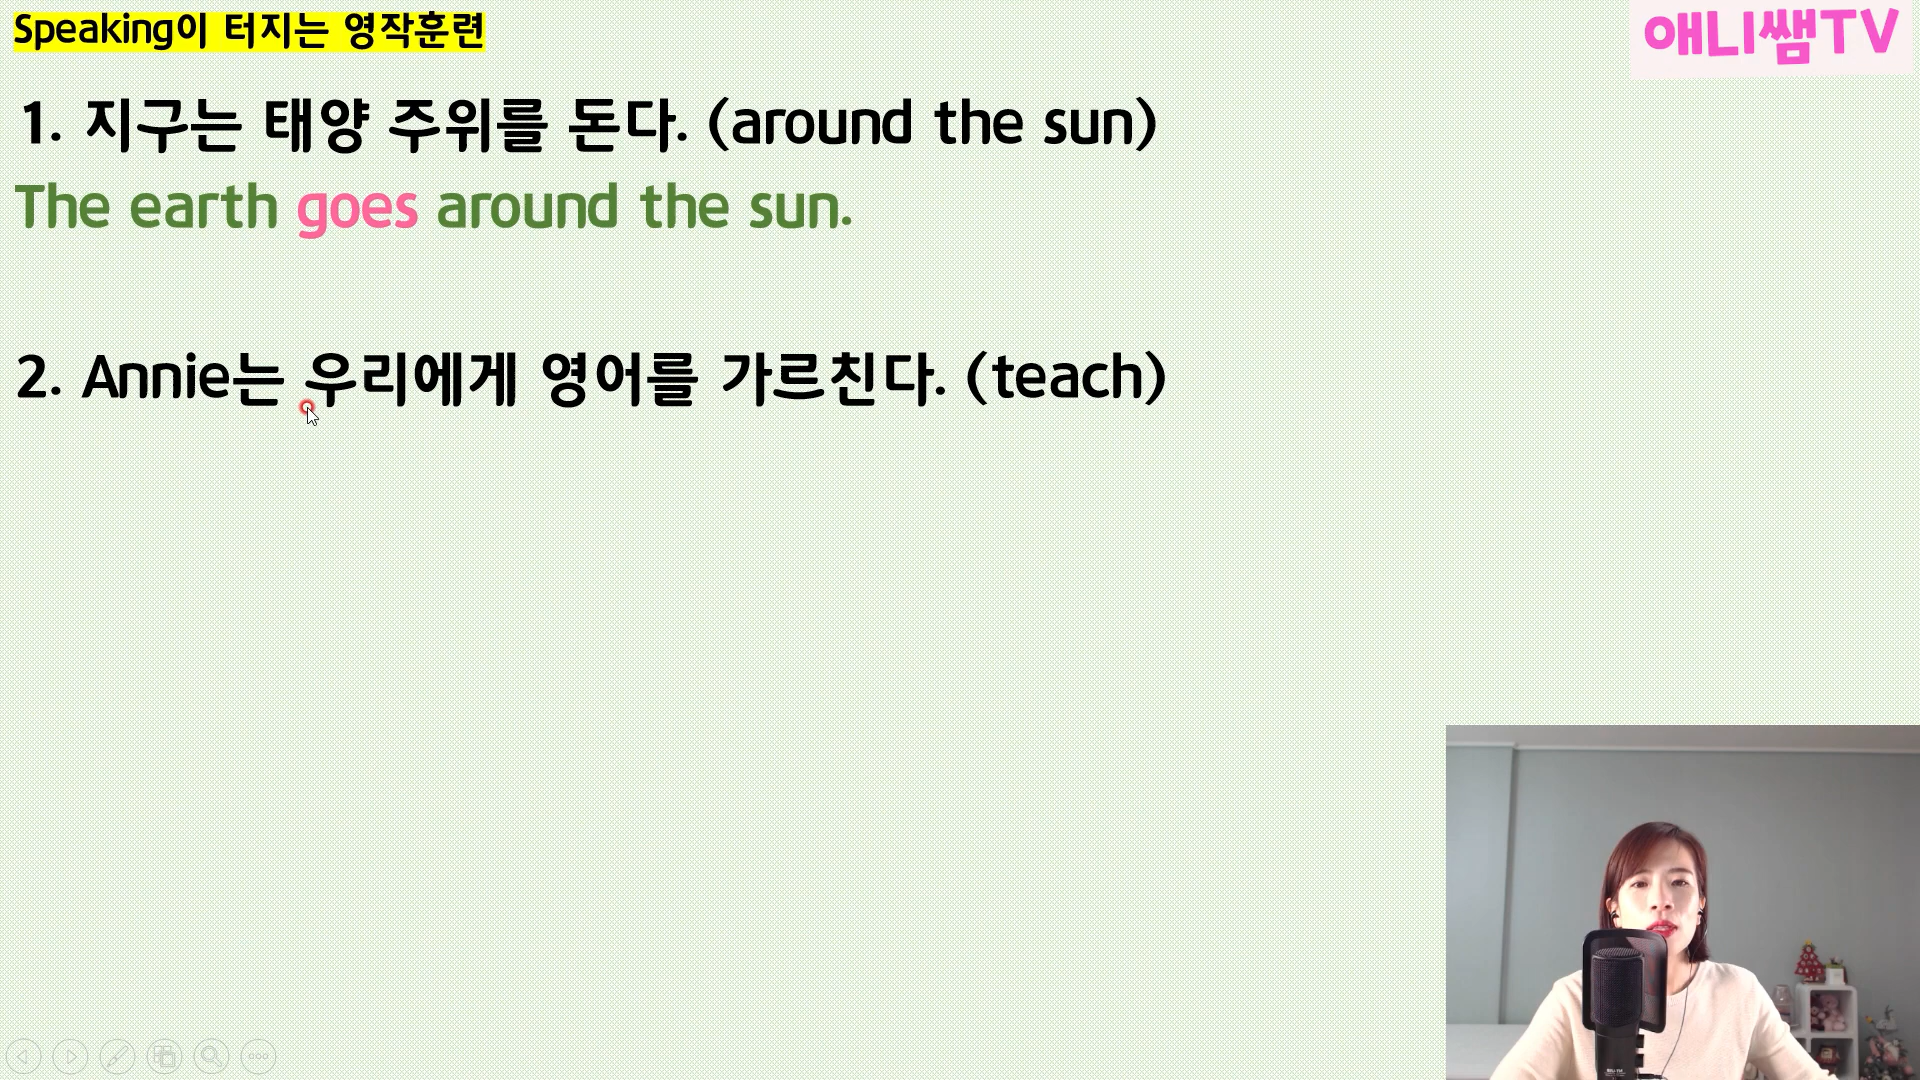 Speaking이 터지는 영작훈련
애니쌤TV
1. 지구는 태양 주위를 돈다. (around the sun)
The earth goes around the sun.
2. Annie는 우리에게 영어를 가르친다. (teach)